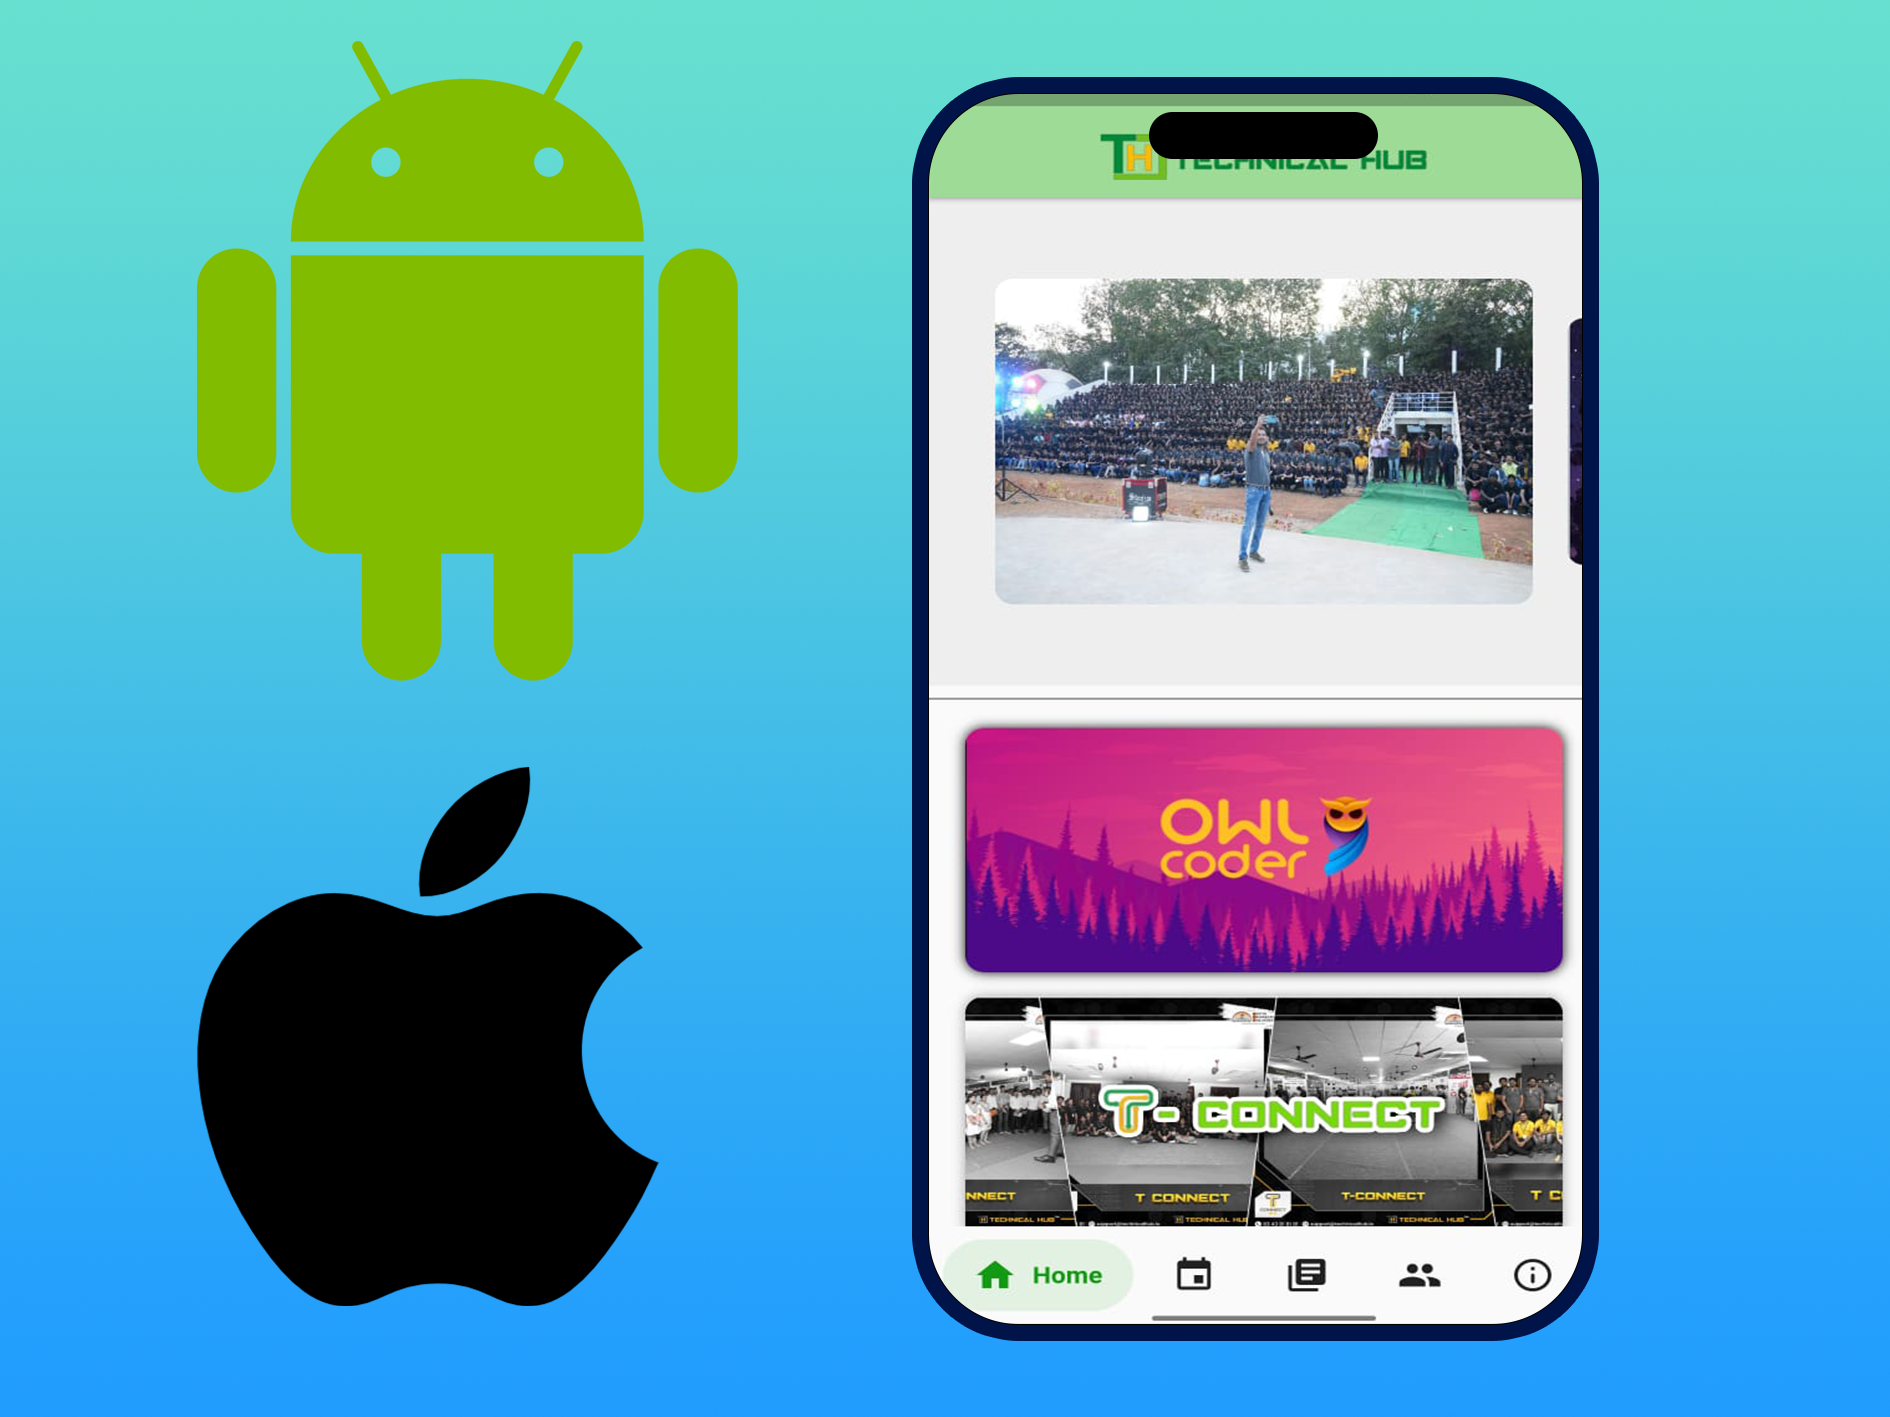 TH TECHNICAL HUB
OWL
coder
T - CONNECT
NNECT
T CONNECT
T-CONNECT
T C
TECHNICAL HUB
TECHNICAL HUB
TECHNICAL HUB
Home